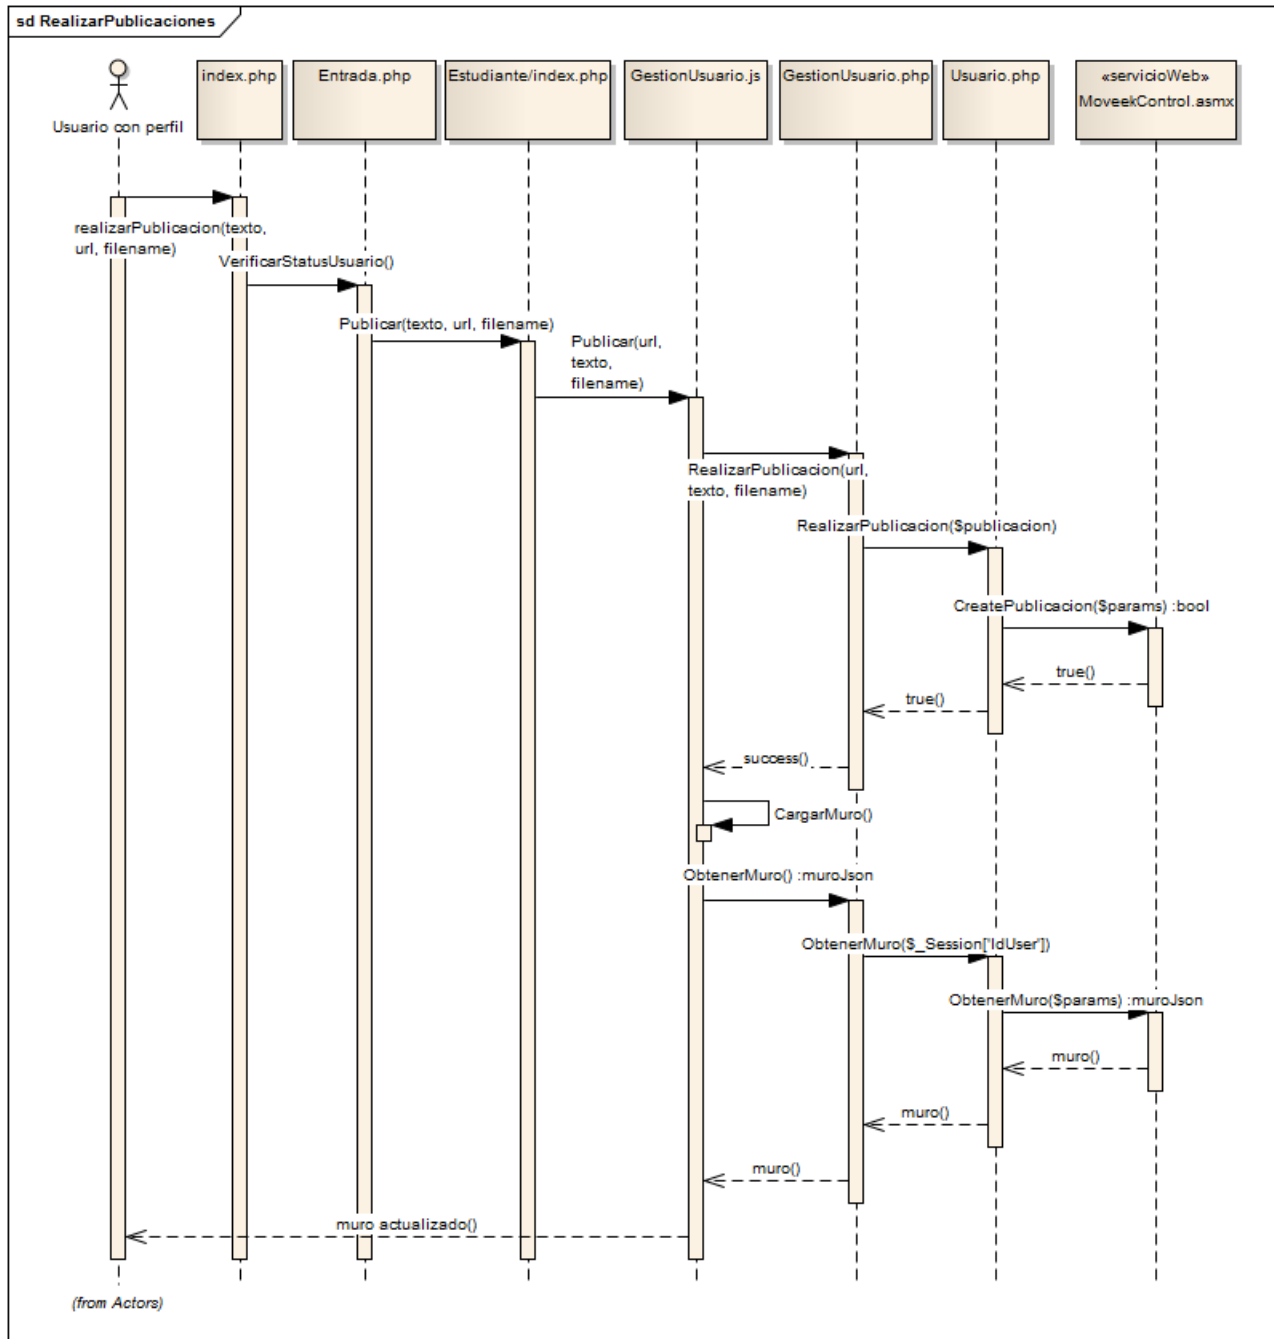 sd RealizarPublicaciones
Usuario con perfil
index.php
Entrada.php
Estudiante/index.php
GestionUsuario.js
GestionUsuario.php
Usuario.php
«servicioWeb»
MoveekControl.asmx
realizarPublicacion(texto,
url, filename)
VerificarStatusUsuario()
Publicar(texto, url, filename)
Publicar(url,
texto,
filename)
RealizarPublicacion(url,
texto, filename)
RealizarPublicacion($publicacion)
CreatePublicacion($params) :bool
true()
true()
success()
CargarMuro()
ObtenerMuro() :muroJson
ObtenerMuro($_Session['IdUser'])
ObtenerMuro($params) :muroJson
muro()
muro()
muro()
muro actualizado()
(from Actors)